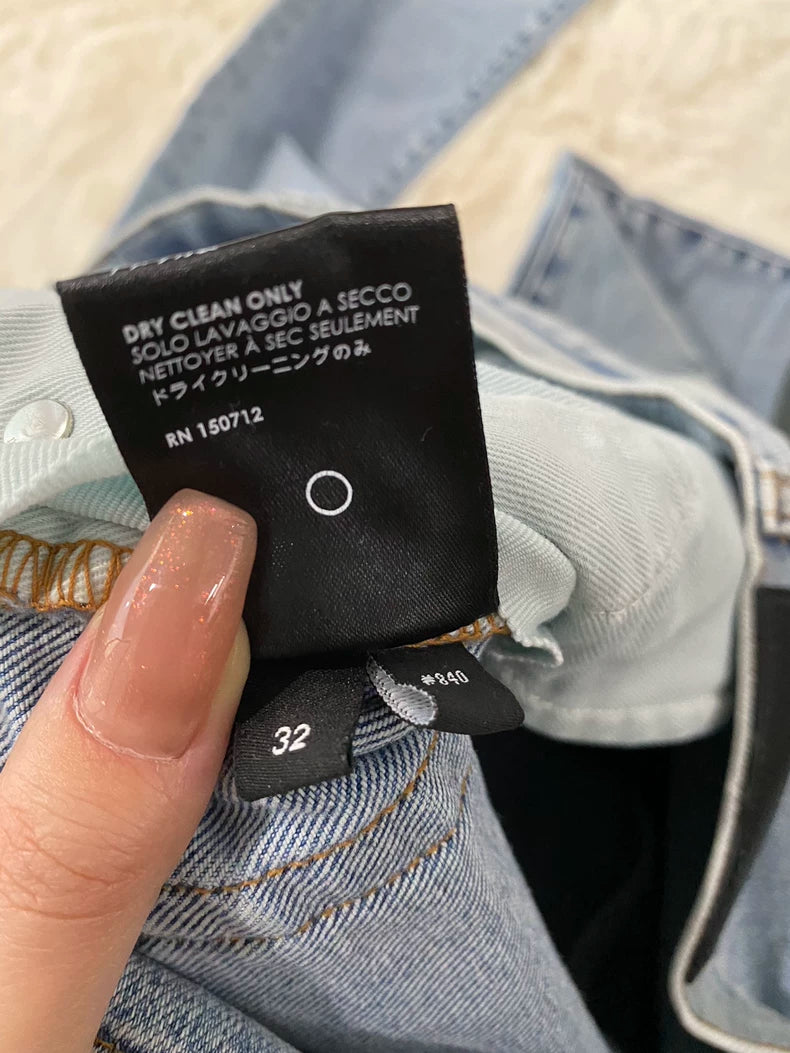 DRY CLEAN ONLY
SOLO LAVAGGIO A SECCO
NETTOYER À SEC SEULEMENT
ドライクリーニングのみ
RN 150712
#840
32